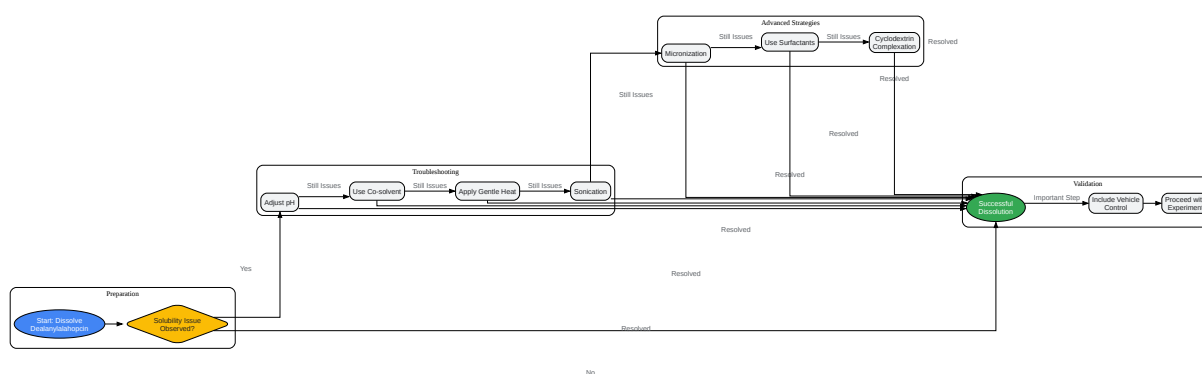 Advanced Strategies
Micronization
Still Issues
Use Surfactants
Still Issues
Cyclodextrin
Complexation
Resolved
Resolved
Still Issues
Resolved
Resolved
Troubleshooting
Adjust pH
Still Issues
Use Co-solvent
Still Issues
Apply Gentle Heat
Still Issues
Sonication
Validation
Successful
Dissolution
Important Step
Include Vehicle
Control
Proceed
Resolved
Resolved
Yes
Preparation
Start: Dissolve
Dealanylalahopcin
Solubility Issue
Observed?
Resolved
No